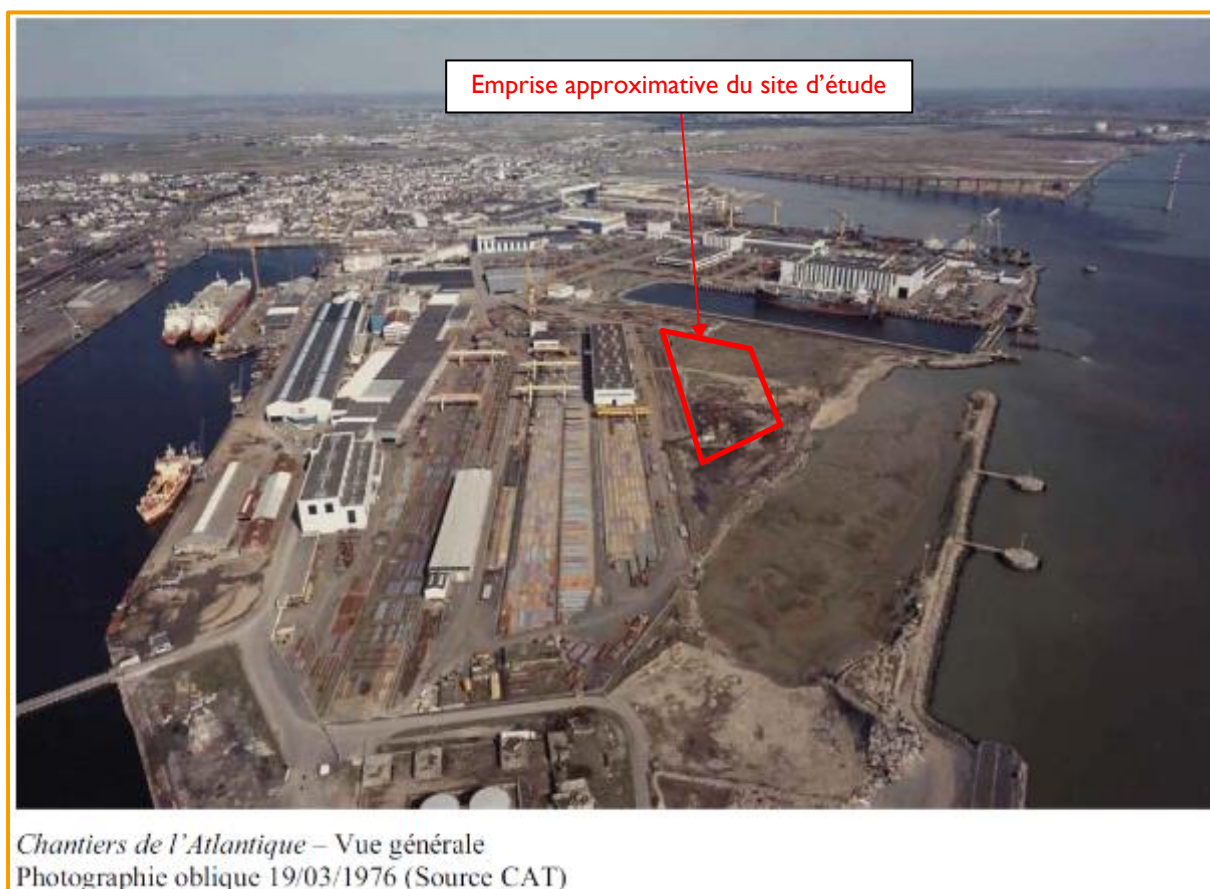 Emprise approximative du site d'étude
Chantiers de l'Atlantique – Vue générale
Photographie oblique 19/03/1976 (Source CAT)